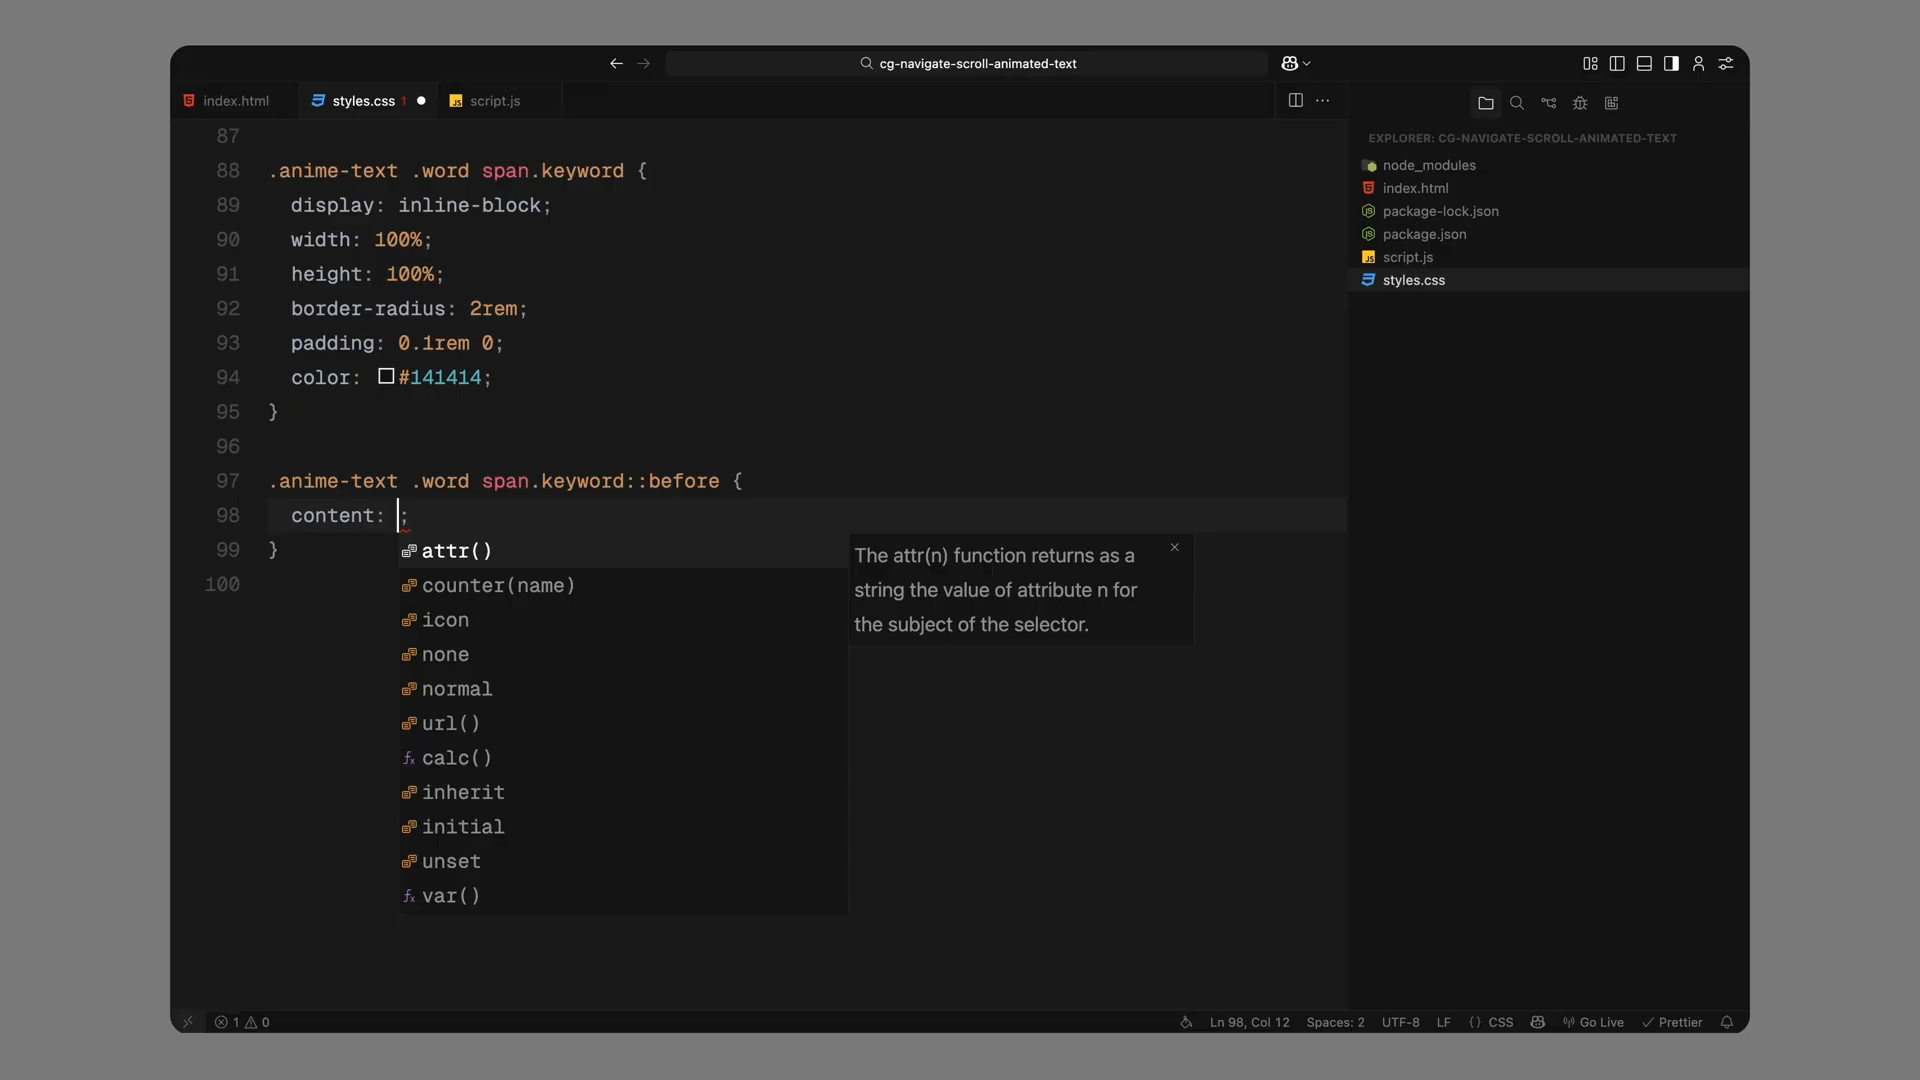 cg-navigate-scroll-animated-text
index.html
styles.css 1
script.js
EXPLORER: CG-NAVIGATE-SCROLL-ANIMATED-TEXT
node_modules
index.html
package-lock.json
package.json
script.js
styles.css
87
88 .anime-text .word span.keyword {
89 display: inline-block;
90 width: 100%;
91 height: 100%;
92 border-radius: 2rem;
93 padding: 0.1rem 0;
94 color: #141414;
95 }
96
97 .anime-text .word span.keyword::before {
98 content: ;
99 }
100
attr()
counter(name)
icon
none
normal
url()
calc()
inherit
initial
unset
var()
The attr(n) function returns as a
string the value of attribute n for
the subject of the selector.
1 0
Ln 98, Col 12 Spaces: 2 UTF-8 LF {} CSS Go Live Prettier